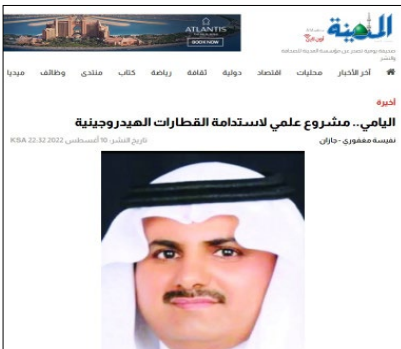 ATLANTIS
BOOK NOW
المدينة
صحيفة يومية تصدر عن مؤسسة المدينة للصحافة
والنشر
آخر الأخبار محليات اقتصاد دولية ثقافة رياضة كتاب منتدى وظائف ميديا
أخيرة
اليامي.. مشروع علمي لاستدامة القطارات الهيدروجينية
نفيسة مغفوري - جازان
تاريخ النشر: 10 أغسطس 2022 22:32 KSA